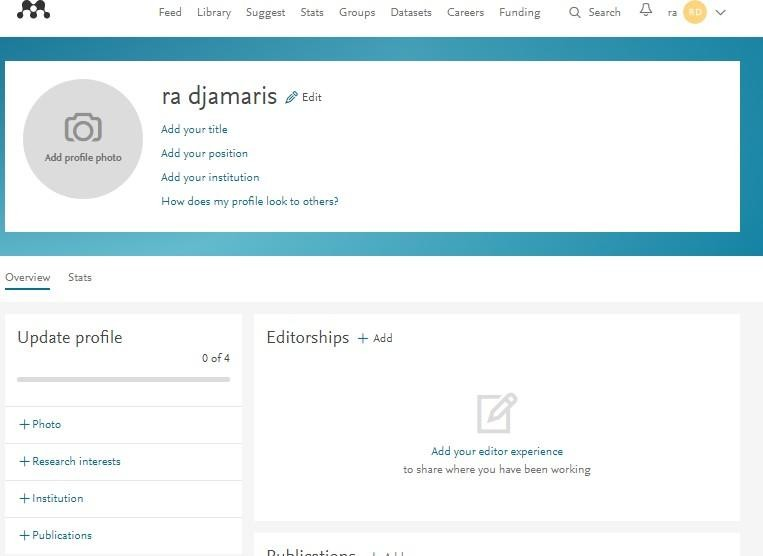 Feed Library Suggest Stats Groups Datasets Careers Funding Search ra RD
ra djamaris Edit
Add your title
Add profile photo
Add your position
Add your institution
How does my profile look to others?
Overview Stats
Update profile
0 of 4
+ Photo
+ Research interests
+ Institution
+ Publications
Editorships + Add
Add your editor experience
to share where you have been working
Publications + Add